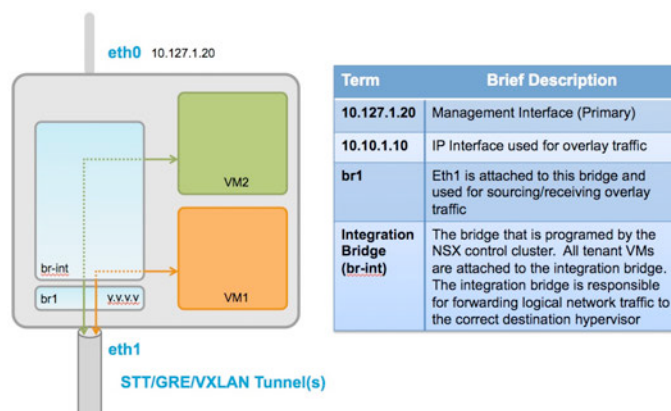 eth0 10.127.1.20
VM2
br-int
VM1
br1 y.y.y.y
eth1
STT/GRE/VXLAN Tunnel(s)
Term Brief Description
10.127.1.20 Management Interface (Primary)
10.10.1.10 IP Interface used for overlay traffic
br1 Eth1 is attached to this bridge and
used for sourcing/receiving overlay
traffic
Integration The bridge that is programed by the
Bridge NSX control cluster. All tenant VMs
(br-int) are attached to the integration bridge.
The integration bridge is responsible
for forwarding logical network traffic to
the correct destination hypervisor